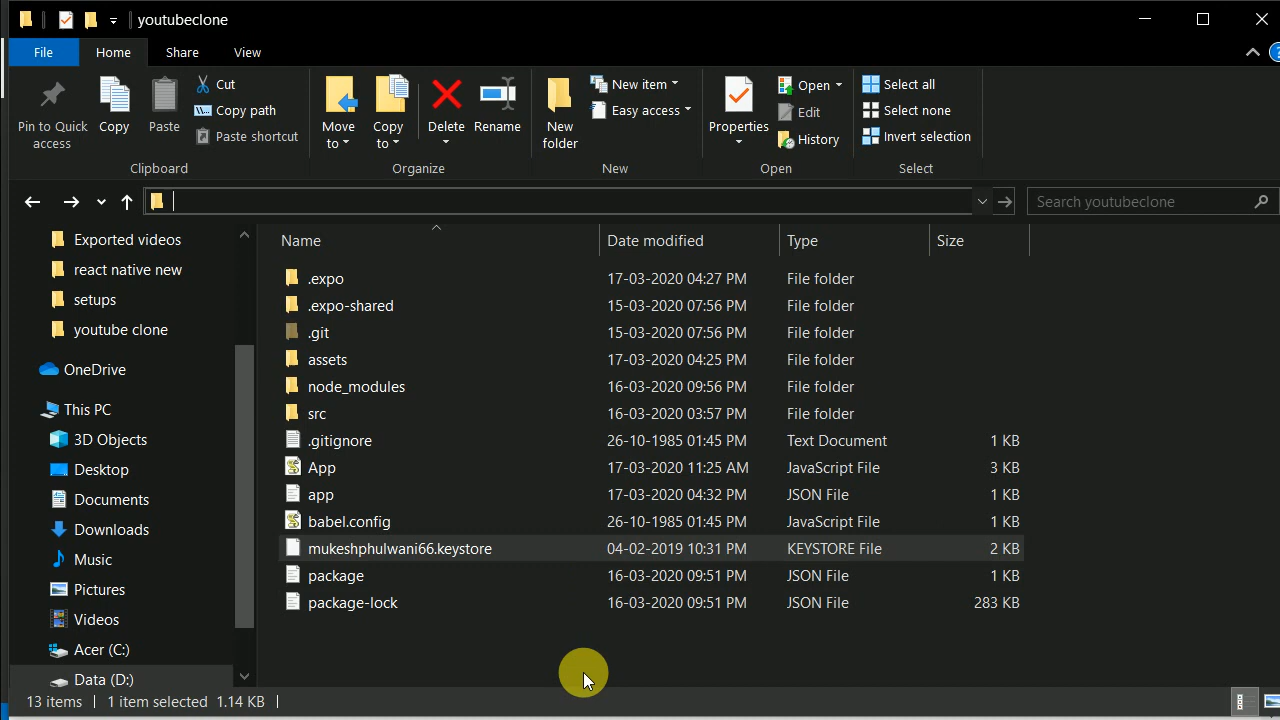 youtubeclone
File Home Share View
Pin to Quick access
Copy
Paste
Cut
Copy path
Paste shortcut
Clipboard
Move to
Copy to
Delete
Rename
Organize
New folder
New item
Easy access
New
Properties
Open
Edit
History
Open
Select all
Select none
Invert selection
Select
Search youtubeclone
Exported videos
react native new
setups
youtube clone
OneDrive
This PC
3D Objects
Desktop
Documents
Downloads
Music
Pictures
Videos
Acer (C:)
Data (D:)
Name Date modified Type Size
.expo 17-03-2020 04:27 PM File folder
.expo-shared 15-03-2020 07:56 PM File folder
.git 15-03-2020 07:56 PM File folder
assets 17-03-2020 04:25 PM File folder
node_modules 16-03-2020 09:56 PM File folder
src 16-03-2020 03:57 PM File folder
.gitignore 26-10-1985 01:45 PM Text Document 1 KB
App 17-03-2020 11:25 AM JavaScript File 3 KB
app 17-03-2020 04:32 PM JSON File 1 KB
babel.config 26-10-1985 01:45 PM JavaScript File 1 KB
mukeshphulwani66.keystore 04-02-2019 10:31 PM KEYSTORE File 2 KB
package 16-03-2020 09:51 PM JSON File 1 KB
package-lock 16-03-2020 09:51 PM JSON File 283 KB
13 items 1 item selected 1.14 KB